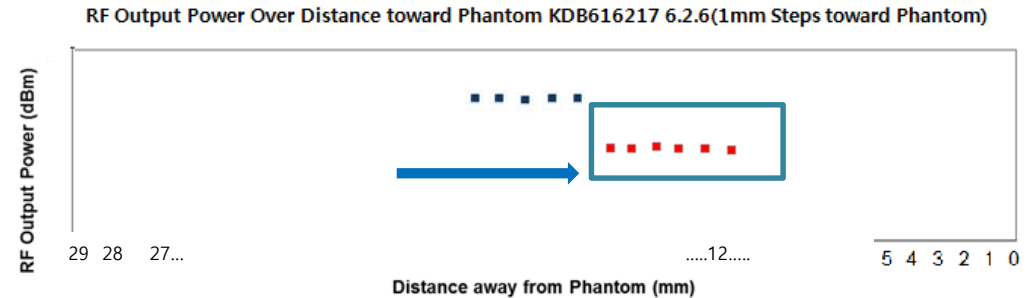 RF Output Power Over Distance toward Phantom KDB616217 6.2.6(1mm Steps toward Phantom)
RF Output Power (dBm)
29 28 27... .....12..... 5 4 3 2 1 0
Distance away from Phantom (mm)